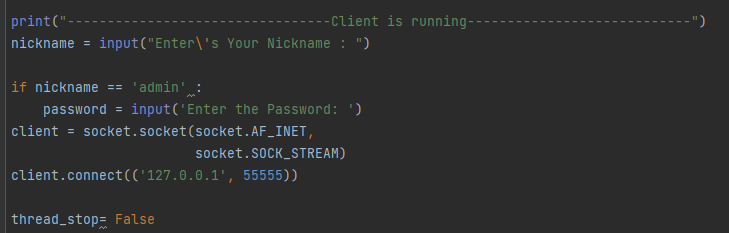 print("---------------------------------Client is running----------------------------")
nickname = input("Enter\'s Your Nickname : ")
if nickname == 'admin' :
password = input('Enter the Password: ')
client = socket.socket(socket.AF_INET,
socket.SOCK_STREAM)
client.connect(('127.0.0.1', 55555))
thread_stop= False